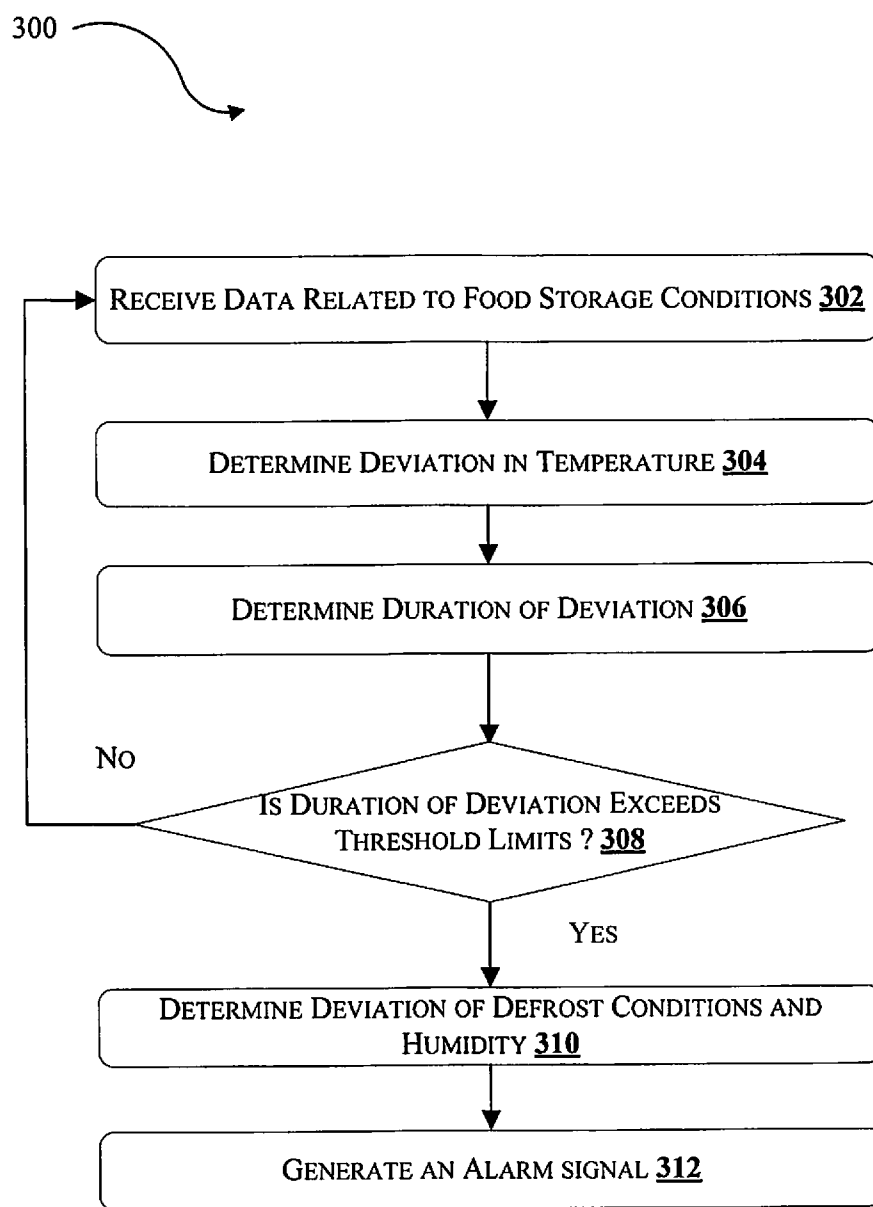 300
RECEIVE DATA RELATED TO FOOD STORAGE CONDITIONS 302
DETERMINE DEVIATION IN TEMPERATURE 304
DETERMINE DURATION OF DEVIATION 306
NO
IS DURATION OF DEVIATION EXCEEDS
THRESHOLD LIMITS ? 308
YES
DETERMINE DEVIATION OF DEFROST CONDITIONS AND
HUMIDITY 310
GENERATE AN ALARM SIGNAL 312